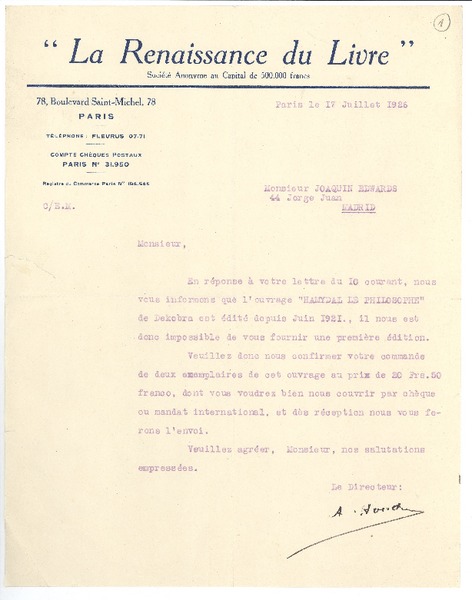 1
" La Renaissance du Livre "
Société Anonyme au Capital de 500.000 francs
78, Boulevard Saint-Michel, 78
PARIS
TÉLÉPHONE : FLEURUS 07-71
COMPTE CHÈQUES POSTAUX
PARIS N° 31.950
Registre du Commerce Paris N°
C/E.M.
Paris le 17 Juillet 1926
Monsieur JOAQUIN EDWARDS
44 Jorge Juan
MADRID
Monsieur,
En réponse à votre lettre du 10 courant, nous
vous informons que l'ouvrage "HAMYDAL LE PHILOSOPHE"
de Dekobra est édité depuis Juin 1921., il nous est
donc impossible de vous fournir une première édition.
Veuillez donc nous confirmer votre commande
de deux exemplaires de cet ouvrage au prix de 20 Frs.50
franco, dont vous voudrez bien nous couvrir par chèque
ou mandat international, et dès réception nous vous fe-
rons l'envoi.
Veuillez agréer, Monsieur, nos salutations
empressées.
Le Directeur:
A.